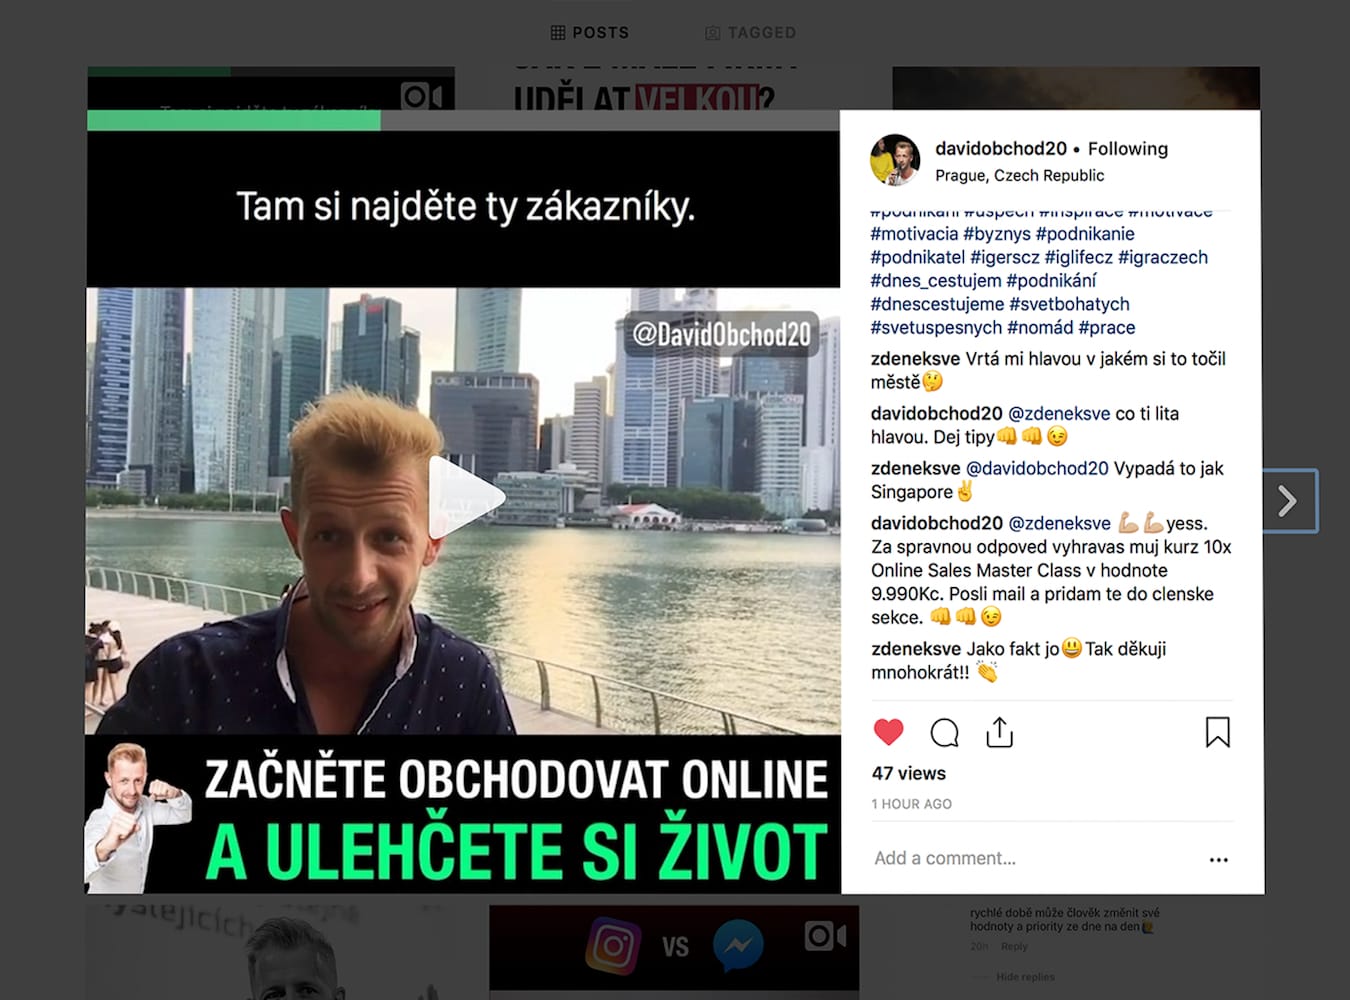 POSTS
TAGGED
UDĚLAT VELKOU?
Tam si najděte ty zákazníky.
@DavidObchod20
ZAČNĚTE OBCHODOVAT ONLINE
A ULEHČETE SI ŽIVOT
davidobchod20 • Following
Prague, Czech Republic
#podnikani #uspech #inspirace #motivace
#motivacia #byznys #podnikanie
#podnikatel #igerscz #iglifecz #igraczech
#dnes_cestujem #podnikání
#dnescestujeme #svetbohatych
#svetuspesnych #nomád #prace
zdeneksve Vrtá mi hlavou v jakém si to točil
městě🤔
davidobchod20 @zdeneksve co ti lita
hlavou. Dej tipy👊👊😉
zdeneksve @davidobchod20 Vypadá to jak
Singapore✌
davidobchod20 @zdeneksve 💪🏼💪🏼yess.
Za spravnou odpoved vyhravas muj kurz 10x
Online Sales Master Class v hodnote
9.990Kc. Posli mail a pridam te do clenske
sekce. 👊👊😉
zdeneksve Jako fakt jo😃Tak děkuji
mnohokrát!! 👏
47 views
1 HOUR AGO
Add a comment...
VS
rychlé době může člověk změnit své
hodnoty a priority ze dne na den
20h Reply
Hide replies